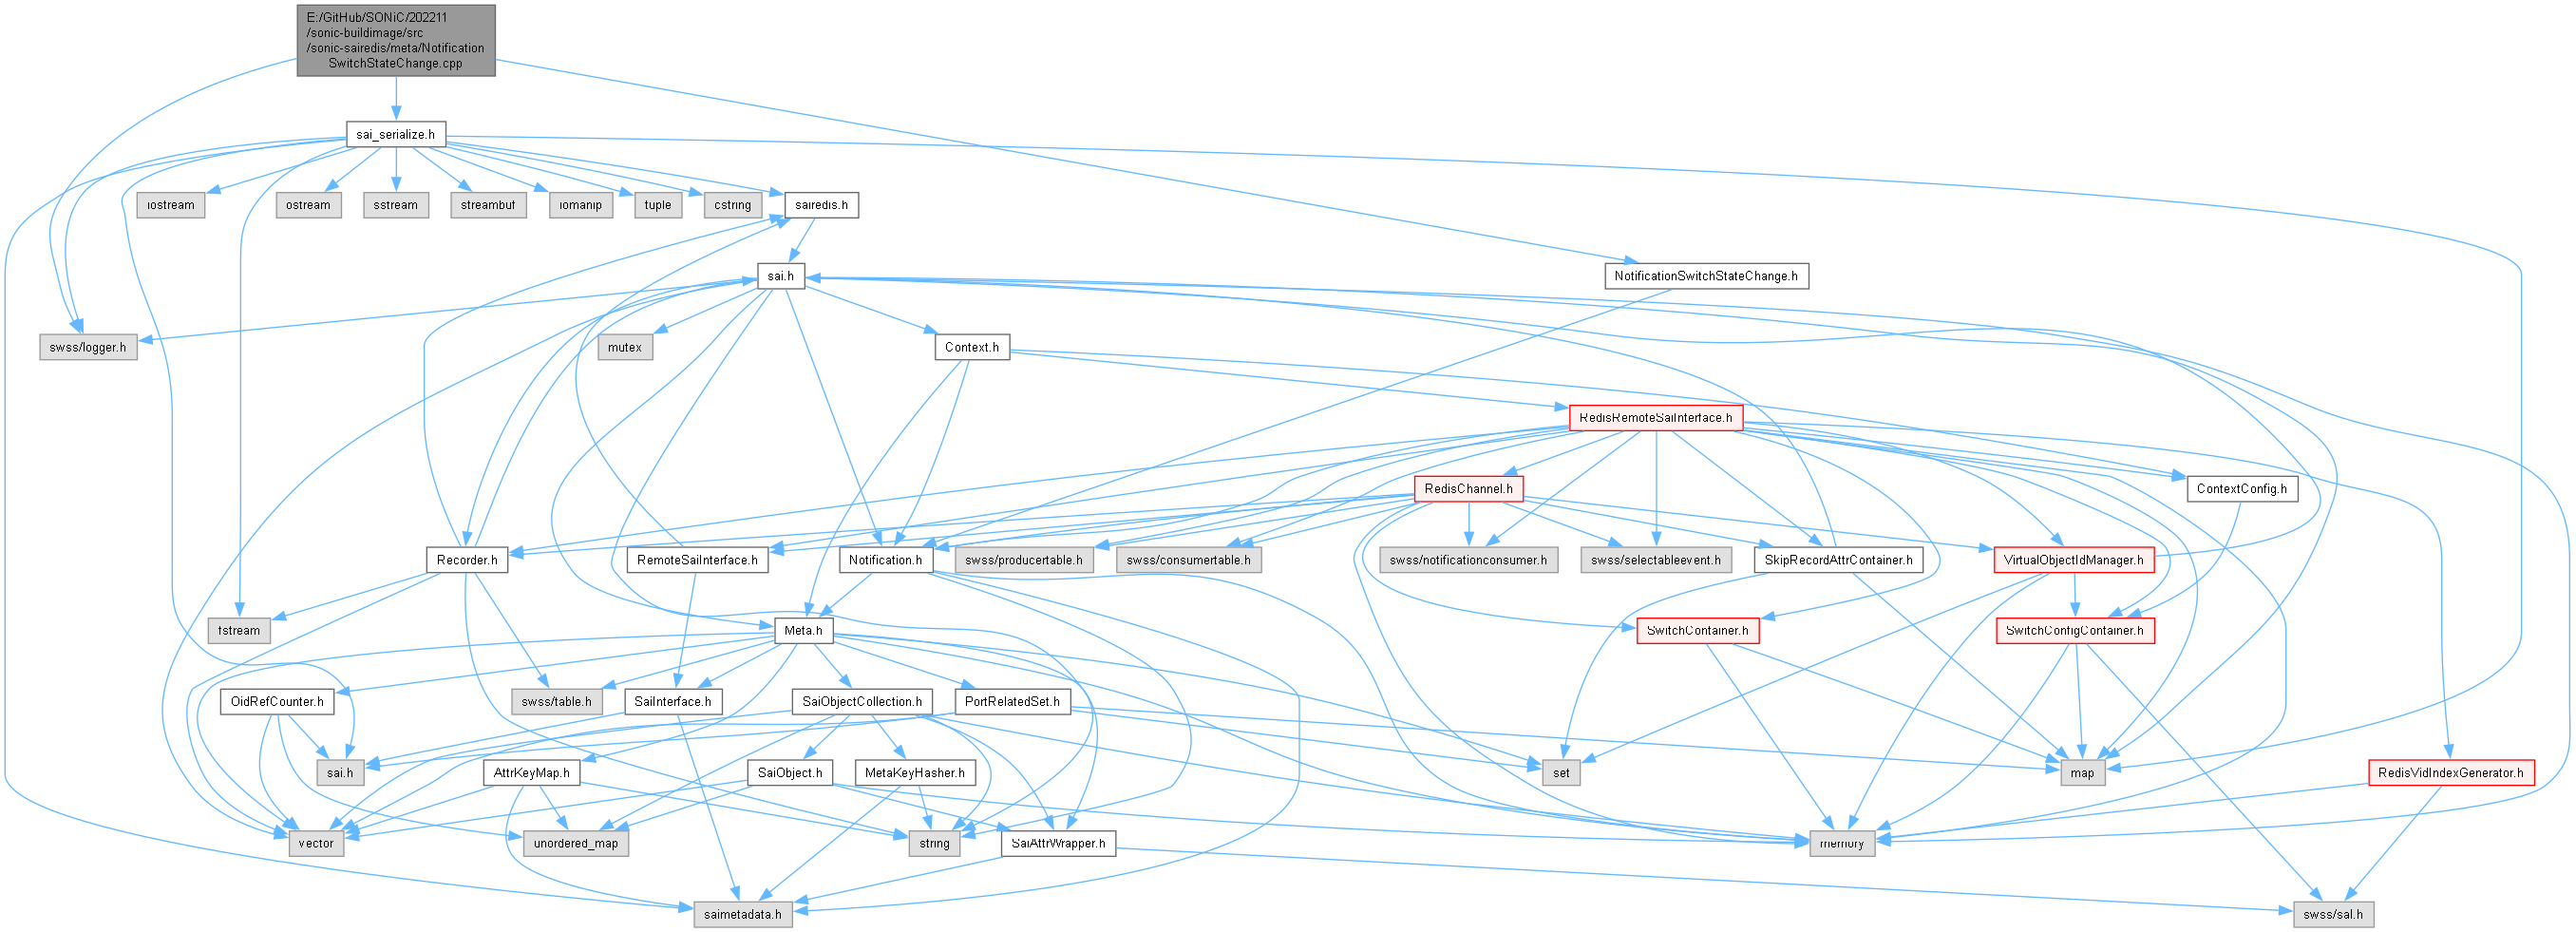 E:/GitHub/SONiC/202211
/sonic-buildimage/src
/sonic-sairedis/meta/Notification
SwitchStateChange.cpp
sai_serialize.h
iostream
ostream
sstream
streambuf
iomanip
tuple
cstring
sairedis.h
sai.h
NotificationSwitchStateChange.h
swss/logger.h
mutex
Context.h
RedisRemoteSaiInterface.h
RedisChannel.h
ContextConfig.h
Recorder.h
RemoteSaiInterface.h
Notification.h
swss/producertable.h
swss/consumertable.h
swss/notificationconsumer.h
swss/selectableevent.h
SkipRecordAttrContainer.h
VirtualObjectIdManager.h
fstream
Meta.h
SwitchContainer.h
SwitchConfigContainer.h
OidRefCounter.h
swss/table.h
SaiInterface.h
SaiObjectCollection.h
PortRelatedSet.h
sai.h
AttrKeyMap.h
SaiObject.h
MetaKeyHasher.h
set
map
RedisVidIndexGenerator.h
vector
unordered_map
string
SaiAttrWrapper.h
memory
saimetadata.h
swss/sal.h